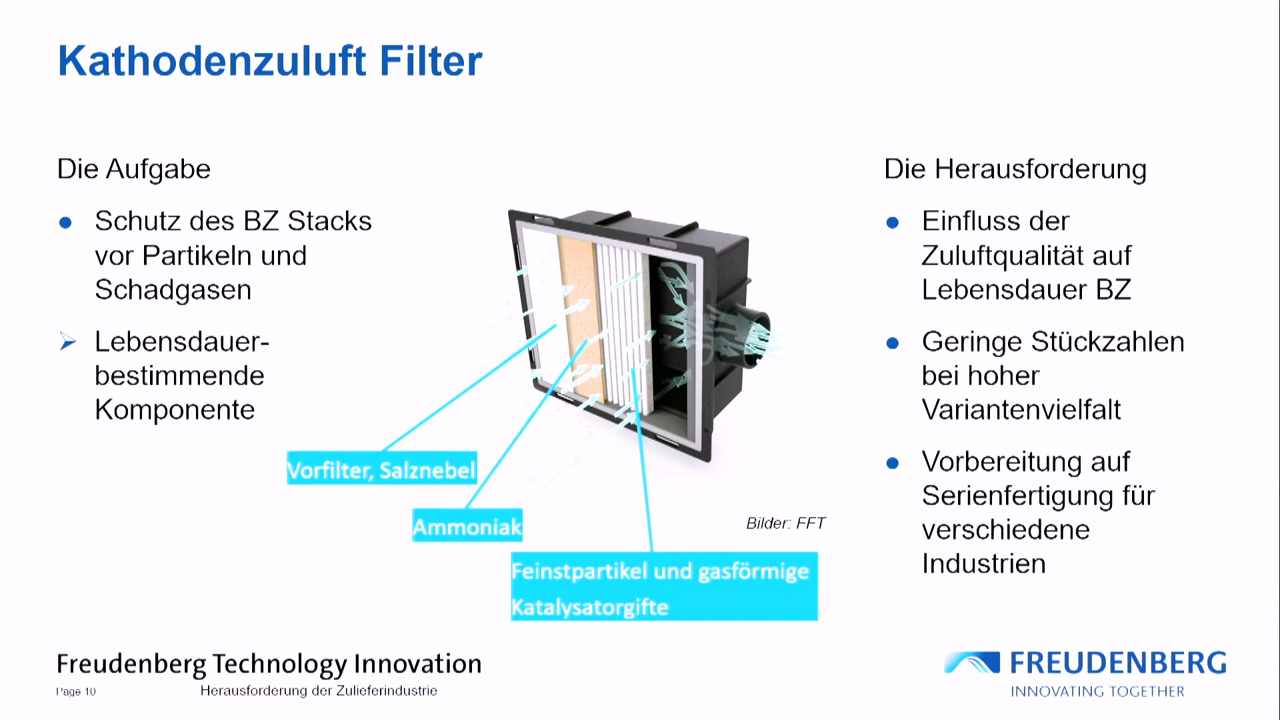 Kathodenzuluft Filter
Die Aufgabe
Schutz des BZ Stacks
vor Partikeln und
Schadgasen
Lebensdauer-
bestimmende
Komponente
Vorfilter, Salznebel
Ammoniak
Feinstpartikel und gasförmige
Katalysatorgifte
Bilder: FFT
Die Herausforderung
Einfluss der
Zuluftqualität auf
Lebensdauer BZ
Geringe Stückzahlen
bei hoher
Variantenvielfalt
Vorbereitung auf
Serienfertigung für
verschiedene
Industrien
Freudenberg Technology Innovation
Page 10
Herausforderung der Zulieferindustrie
FREUDENBERG
INNOVATING TOGETHER